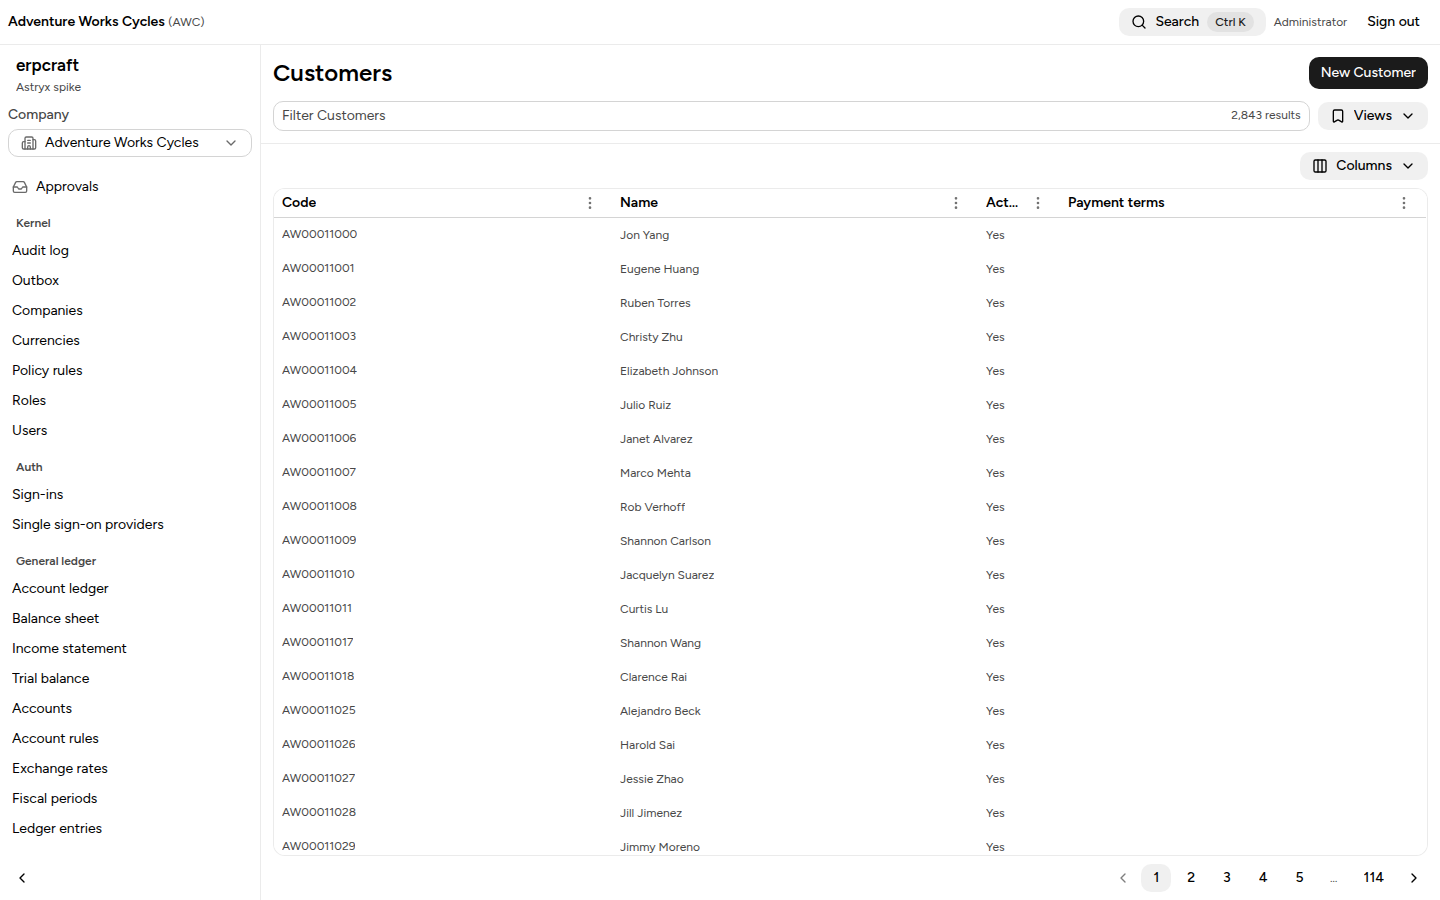 Adventure Works Cycles (AWC)
Search Ctrl K Administrator Sign out
erpcraft
Astryx spike
Company
Adventure Works Cycles
Approvals
Kernel
Audit log
Outbox
Companies
Currencies
Policy rules
Roles
Users
Auth
Sign-ins
Single sign-on providers
General ledger
Account ledger
Balance sheet
Income statement
Trial balance
Accounts
Account rules
Exchange rates
Fiscal periods
Ledger entries
Customers
New Customer
Filter Customers 2,843 results
Views
Columns
Code Name Act... Payment terms
AW00011000 Jon Yang Yes
AW00011001 Eugene Huang Yes
AW00011002 Ruben Torres Yes
AW00011003 Christy Zhu Yes
AW00011004 Elizabeth Johnson Yes
AW00011005 Julio Ruiz Yes
AW00011006 Janet Alvarez Yes
AW00011007 Marco Mehta Yes
AW00011008 Rob Verhoff Yes
AW00011009 Shannon Carlson Yes
AW00011010 Jacquelyn Suarez Yes
AW00011011 Curtis Lu Yes
AW00011017 Shannon Wang Yes
AW00011018 Clarence Rai Yes
AW00011025 Alejandro Beck Yes
AW00011026 Harold Sai Yes
AW00011027 Jessie Zhao Yes
AW00011028 Jill Jimenez Yes
AW00011029 Jimmy Moreno Yes
1 2 3 4 5 ... 114